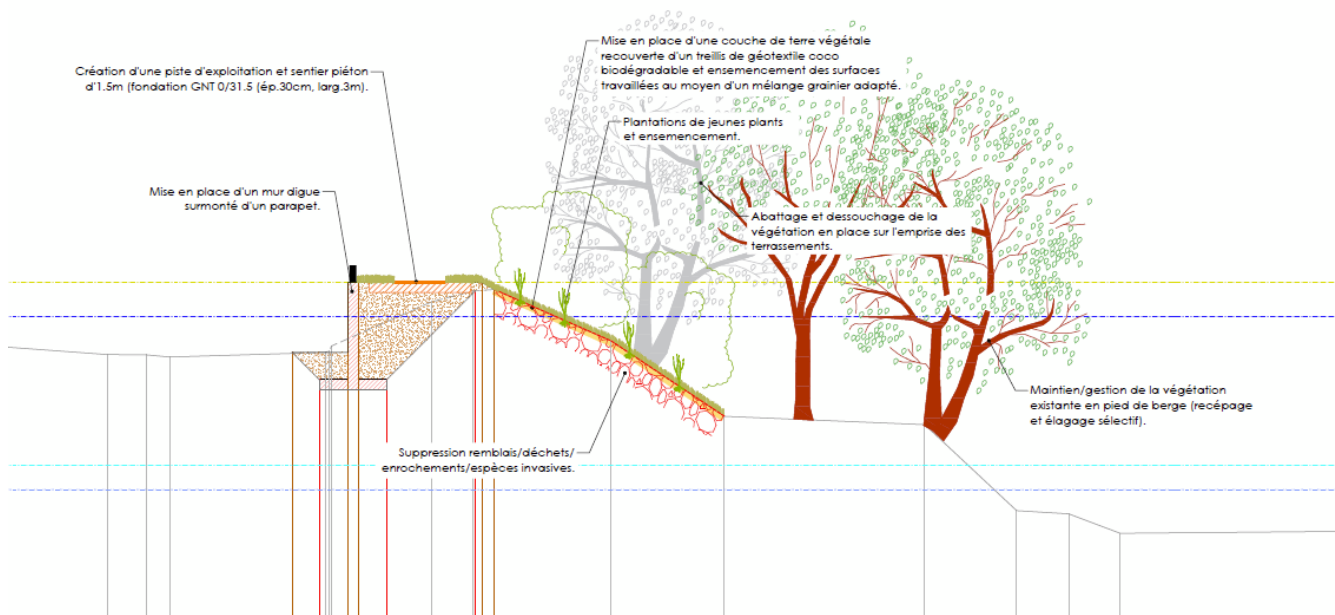 Mise en place d'une couche de terre végétale
recouverte d'un treillis de géotextile coco
biodégradable et ensemencement des surfaces
travaillées au moyen d'un mélange grainier adapté.
Création d'une piste d'exploitation et sentier piéton
d'1.5m (fondation GNT 0/31.5 (ép.30cm, larg.3m).
Plantations de jeunes plants
et ensemencement.
Mise en place d'un mur digue
surmonté d'un parapet.
Abattage et dessouchage de la
végétation en place sur l'emprise des
terrassements.
Maintien/gestion de la végétation
existante en pied de berge (recépage
et élagage sélectif).
Suppression remblais/déchets/
enrochements/espèces invasives.